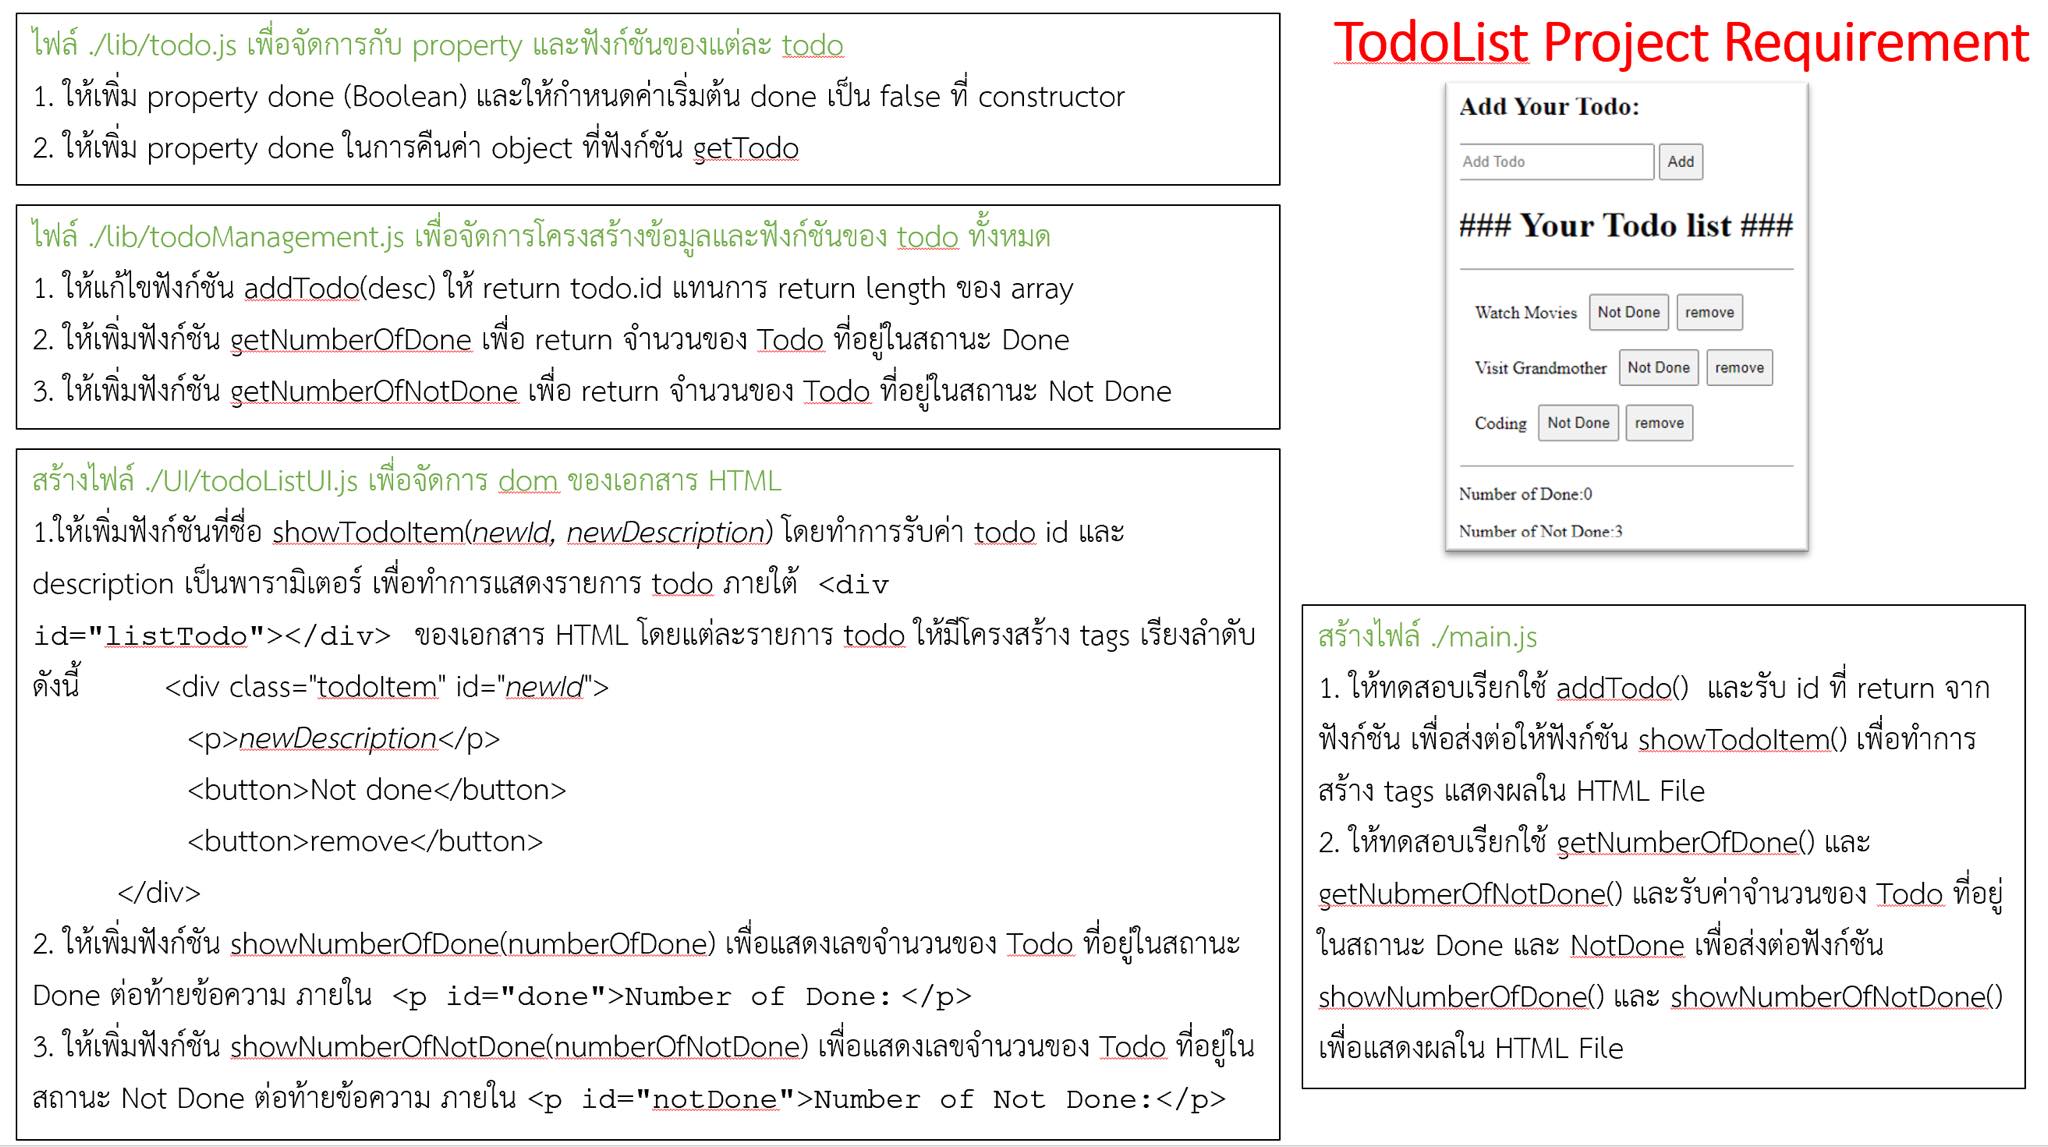 TodoList Project Requirement
ไฟล์ ./lib/todo.js เพื่อจัดการกับ property และฟังก์ชันของแต่ละ todo
1. ให้เพิ่ม property done (Boolean) และให้กำหนดค่าเริ่มต้น done เป็น false ที่ constructor
2. ให้เพิ่ม property done ในการคืนค่า object ที่ฟังก์ชัน getTodo
ไฟล์ ./lib/todoManagement.js เพื่อจัดการโครงสร้างข้อมูลและฟังก์ชันของ todo ทั้งหมด
1. ให้แก้ไขฟังก์ชัน addTodo(desc) ให้ return todo.id แทนการ return length ของ array
2. ให้เพิ่มฟังก์ชัน getNumberOfDone เพื่อ return จำนวนของ Todo ที่อยู่ในสถานะ Done
3. ให้เพิ่มฟังก์ชัน getNumberOfNotDone เพื่อ return จำนวนของ Todo ที่อยู่ในสถานะ Not Done
สร้างไฟล์ ./UI/todoListUI.js เพื่อจัดการ dom ของเอกสาร HTML
1.ให้เพิ่มฟังก์ชันที่ชื่อ showTodoItem(newId, newDescription) โดยทำการรับค่า todo id และ
description เป็นพารามิเตอร์ เพื่อทำการแสดงรายการ todo ภายใต้ <div
id="listTodo"></div> ของเอกสาร HTML โดยแต่ละรายการ todo ให้มีโครงสร้าง tags เรียงลำดับ
ดังนี้ <div class="todoItem" id="newId">
<p>newDescription</p>
<button>Not done</button>
<button>remove</button>
</div>
2. ให้เพิ่มฟังก์ชัน showNumberOfDone(numberOfDone) เพื่อแสดงเลขจำนวนของ Todo ที่อยู่ในสถานะ
Done ต่อท้ายข้อความ ภายใน <p id="done">Number of Done:</p>
3. ให้เพิ่มฟังก์ชัน showNumberOfNotDone(numberOfNotDone) เพื่อแสดงเลขจำนวนของ Todo ที่อยู่ใน
สถานะ Not Done ต่อท้ายข้อความ ภายใน <p id="notDone">Number of Not Done:</p>
Add Your Todo:
Add Todo Add
### Your Todo list ###
Watch Movies Not Done remove
Visit Grandmother Not Done remove
Coding Not Done remove
Number of Done:0
Number of Not Done:3
สร้างไฟล์ ./main.js
1. ให้ทดสอบเรียกใช้ addTodo() และรับ id ที่ return จาก
ฟังก์ชัน เพื่อส่งต่อให้ฟังก์ชัน showTodoItem() เพื่อทำการ
สร้าง tags แสดงผลใน HTML File
2. ให้ทดสอบเรียกใช้ getNumberOfDone() และ
getNubmerOfNotDone() และรับค่าจำนวนของ Todo ที่อยู่
ในสถานะ Done และ NotDone เพื่อส่งต่อฟังก์ชัน
showNumberOfDone() และ showNumberOfNotDone()
เพื่อแสดงผลใน HTML File